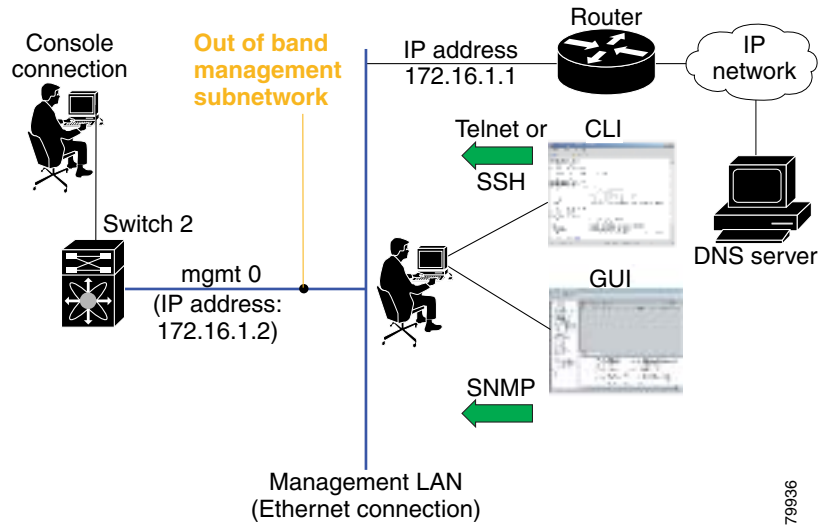 Console
connection
Out of band
management
subnetwork
Router
IP address
172.16.1.1
IP
network
Telnet or
SSH
CLI
Switch 2
mgmt 0
(IP address:
172.16.1.2)
DNS server
GUI
SNMP
Management LAN
(Ethernet connection)
79936